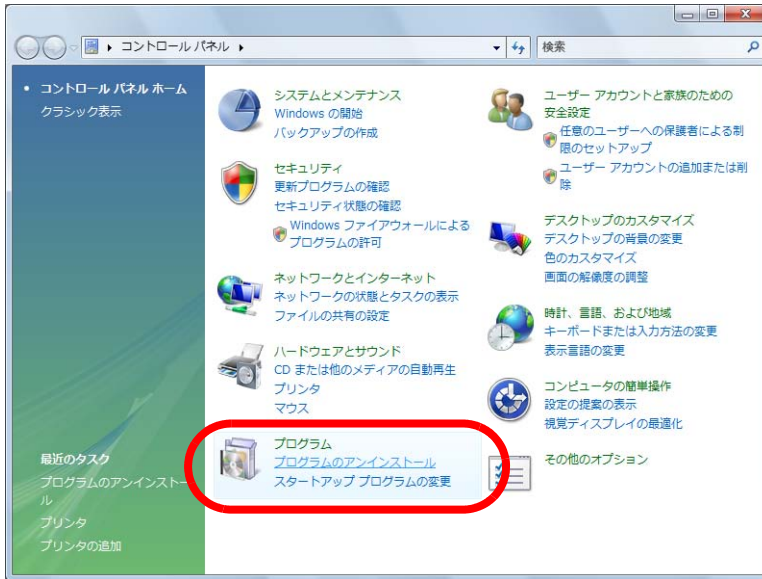 コントロール パネル
検索
コントロール パネル ホーム
クラシック表示
システムとメンテナンス
Windows の開始
バックアップの作成
セキュリティ
更新プログラムの確認
セキュリティ状態の確認
Windows ファイアウォールによる
プログラムの許可
ネットワークとインターネット
ネットワークの状態とタスクの表示
ファイルの共有の設定
ハードウェアとサウンド
CD または他のメディアの自動再生
プリンタ
マウス
プログラム
プログラムのアンインストール
スタートアップ プログラムの変更
ユーザー アカウントと家族のための
安全設定
任意のユーザーへの保護者による制
限のセットアップ
ユーザー アカウントの追加または削
除
デスクトップのカスタマイズ
デスクトップの背景の変更
色のカスタマイズ
画面の解像度の調整
時計、言語、および地域
キーボードまたは入力方法の変更
表示言語の変更
コンピュータの簡単操作
設定の提案の表示
視覚ディスプレイの最適化
その他のオプション
最近のタスク
プログラムのアンインストー
ル
プリンタ
プリンタの追加